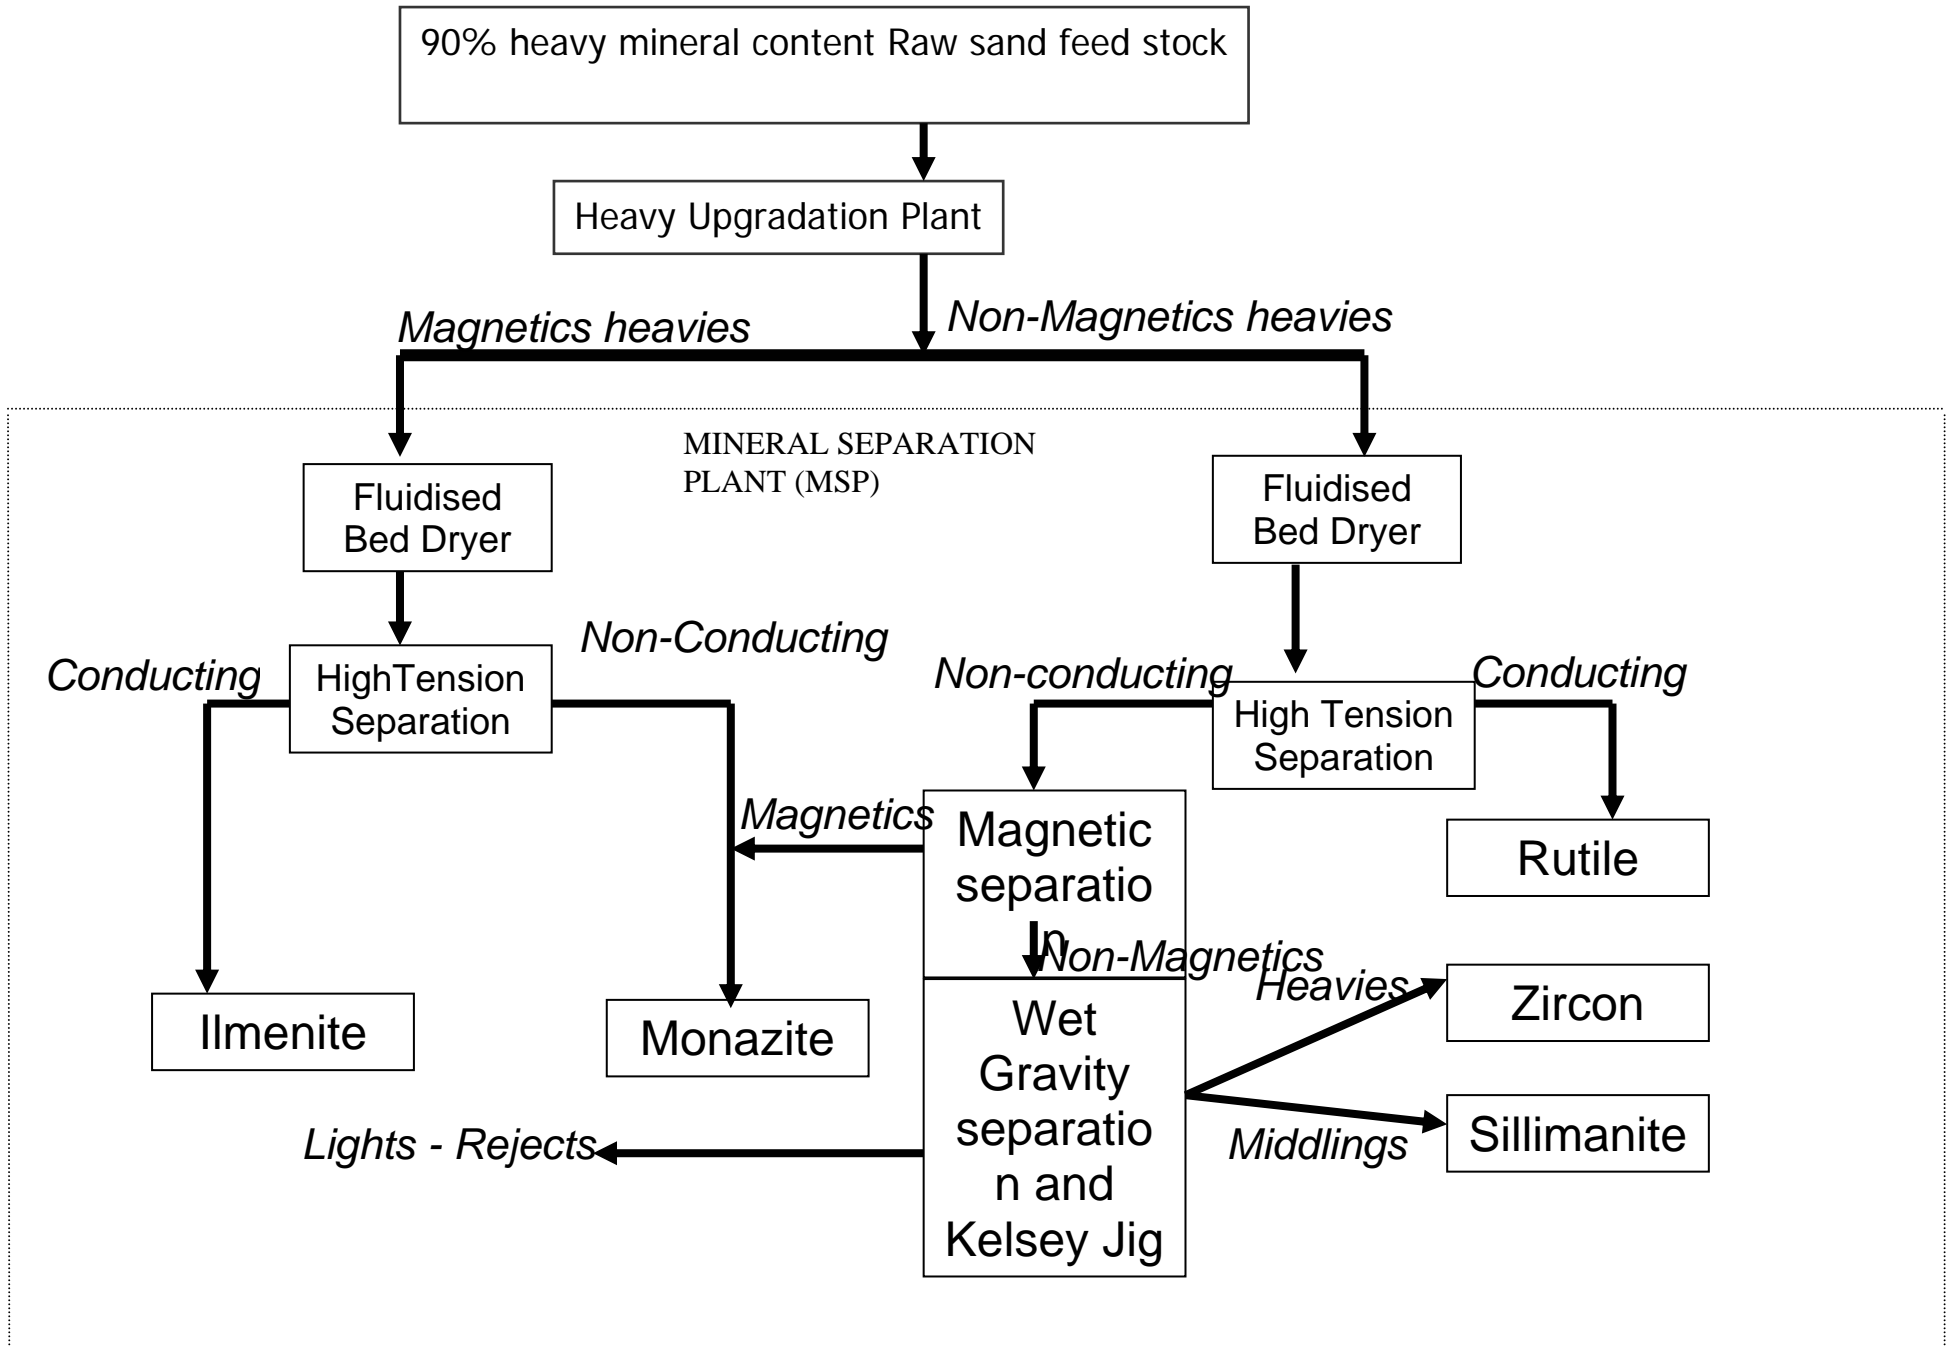 90% heavy mineral content Raw sand feed stock
Heavy Upgradation Plant
Magnetics heavies
Non-Magnetics heavies
MINERAL SEPARATION
PLANT (MSP)
Fluidised
Bed Dryer
Fluidised
Bed Dryer
Conducting
HighTension
Separation
Non-Conducting
Non-conducting
High Tension
Separation
Conducting
Magnetics
Magnetic
separatio
n
Non-Magnetics
Rutile
Heavies
Zircon
Ilmenite
Monazite
Wet
Gravity
separatio
n and
Kelsey Jig
Lights - Rejects
Middlings
Sillimanite